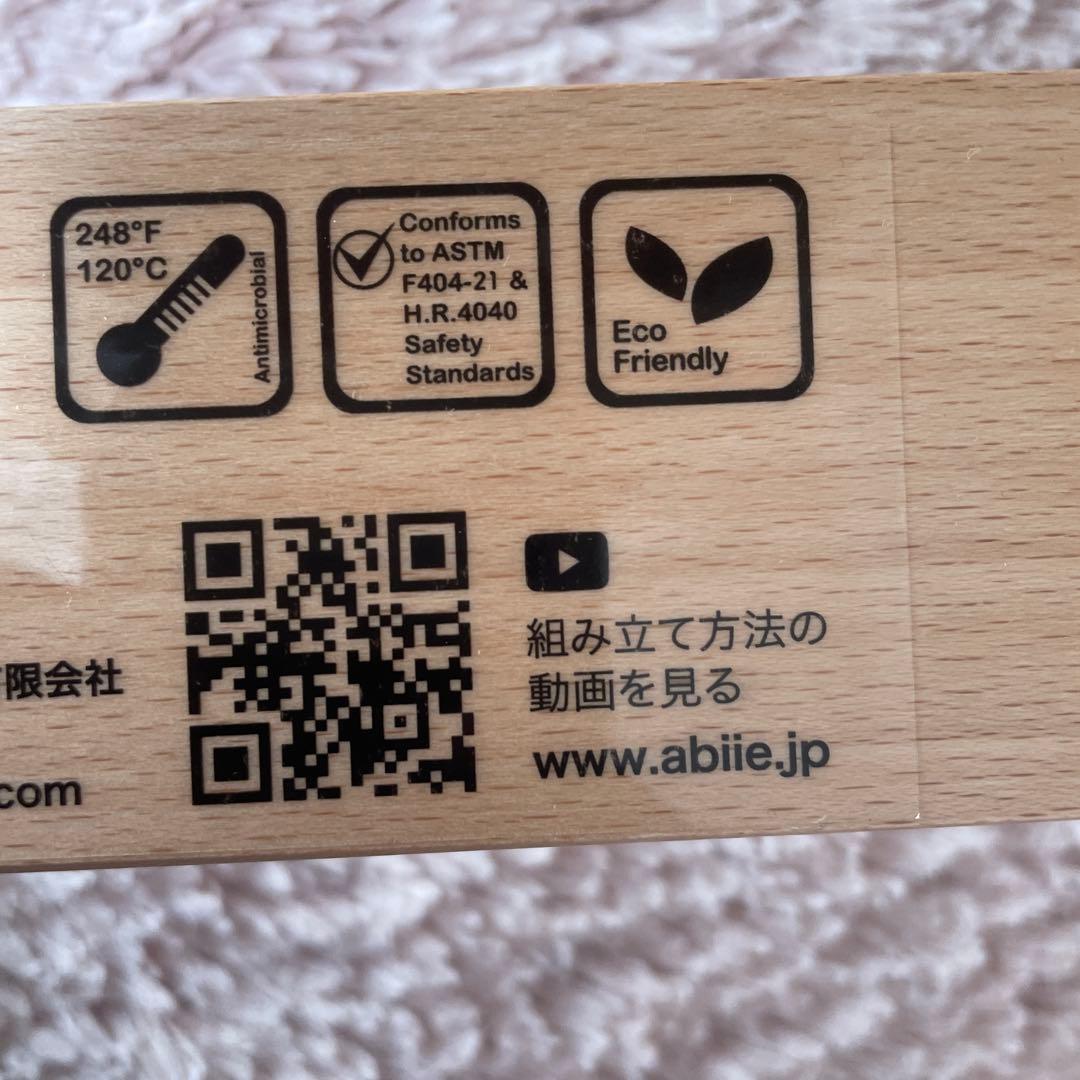 248°F
120°C
Antimicrobial
Conforms
to ASTM
F404-21 &
H.R.4040
Safety
Standards
Eco
Friendly
組み立て方法の
動画を見る
www.abiie.jp
限会社
.com